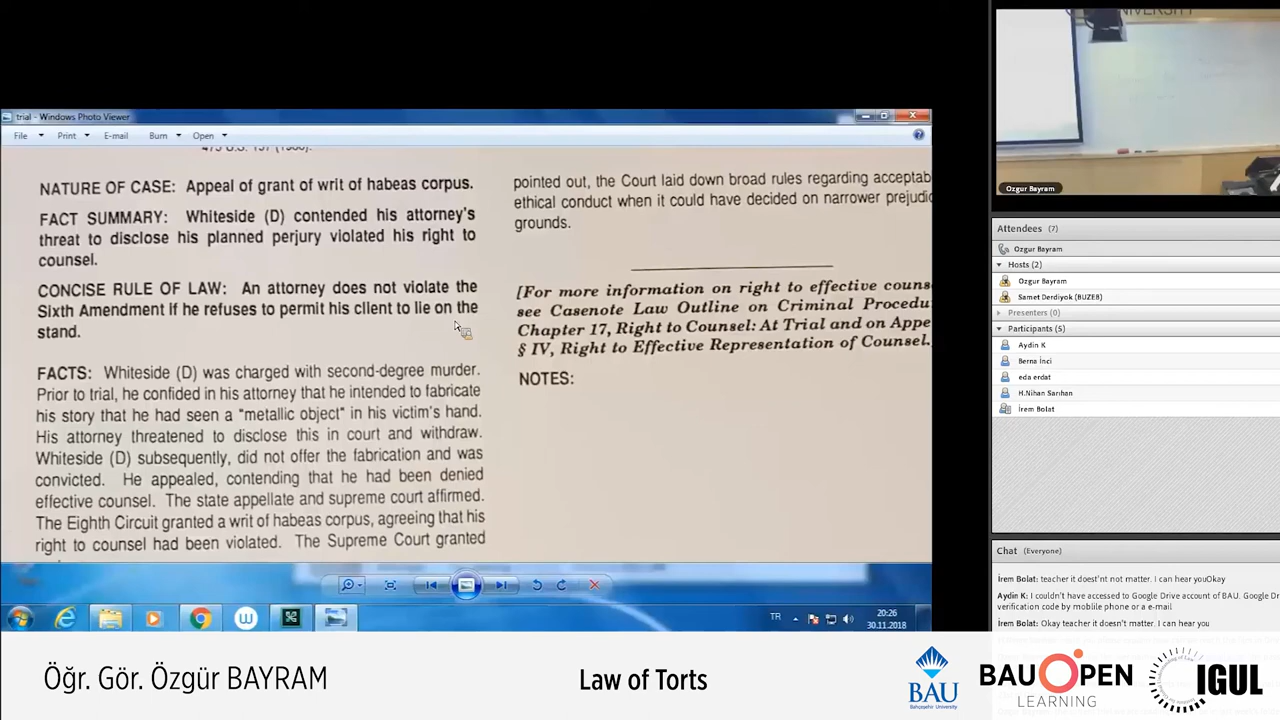 UNIVERSITY
Ozgur Bayram
trial - Windows Photo Viewer
File Print E-mail Burn Open
475 U.S. 157 (1986).
NATURE OF CASE: Appeal of grant of writ of habeas corpus.
FACT SUMMARY: Whiteside (D) contended his attorney's
threat to disclose his planned perjury violated his right to
counsel.
CONCISE RULE OF LAW: An attorney does not violate the
Sixth Amendment if he refuses to permit his client to lie on the
stand.
FACTS: Whiteside (D) was charged with second-degree murder.
Prior to trial, he confided in his attorney that he intended to fabricate
his story that he had seen a "metallic object" in his victim's hand.
His attorney threatened to disclose this in court and withdraw.
Whiteside (D) subsequently, did not offer the fabrication and was
convicted. He appealed, contending that he had been denied
effective counsel. The state appellate and supreme court affirmed.
The Eighth Circuit granted a writ of habeas corpus, agreeing that his
right to counsel had been violated. The Supreme Court granted
pointed out, the Court laid down broad rules regarding acceptab
ethical conduct when it could have decided on narrower prejudic
grounds.
[For more information on right to effective couns
see Casenote Law Outline on Criminal Procedu
Chapter 17, Right to Counsel: At Trial and on Appe
§ IV, Right to Effective Representation of Counsel.
NOTES:
TR
20:26
30.11.2018
Attendees (7)
Ozgur Bayram
Hosts (2)
Ozgur Bayram
Samet Derdiyok (BUZEB)
Presenters (0)
Participants (5)
Aydin K
Berna İnci
eda erdat
H.Nihan Sarıhan
İrem Bolat
Chat (Everyone)
İrem Bolat: teacher it doest'nt not matter. I can hear youOkay
Aydin K: I couldn't have accessed to Google Drive account of BAU. Google Dr
verification code by moblile phone or a e-mail
İrem Bolat: Okay teacher it doesn't matter. I can hear you
Öğr. Gör. Özgür BAYRAM
Law of Torts
BAU
Bahçeşehir University
BAU OPEN
LEARNING
IGUL